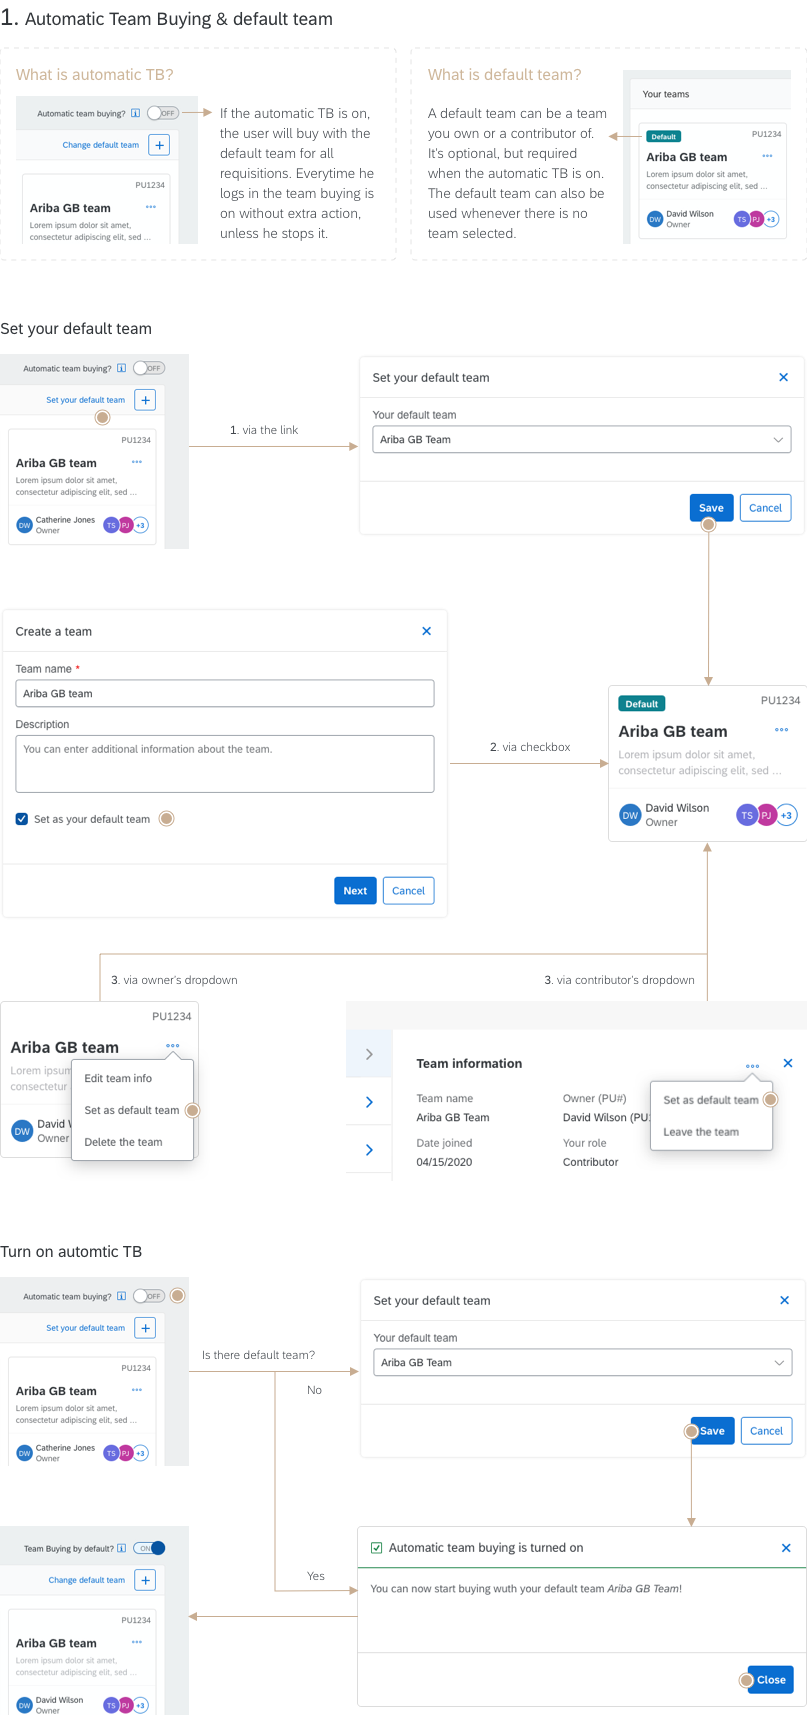 1. Automatic Team Buying & default team
What is automatic TB?
Automatic team buying? i OFF
Change default team +
PU1234
Ariba GB team
Lorem ipsum dolor sit amet,
consectetur adipiscing elit, sed ...
If the automatic TB is on,
the user will buy with the
default team for all
requisitions. Everytime he
logs in the team buying is
on without extra action,
unless he stops it.
What is default team?
A default team can be a team
you own or a contributor of.
It's optional, but required
when the automatic TB is on.
The default team can also be
used whenever there is no
team selected.
Your teams
Default
PU1234
Ariba GB team
Lorem ipsum dolor sit amet,
consectetur adipiscing elit, sed ...
DW
David Wilson
Owner
TS PJ +3
Set your default team
Automatic team buying? i OFF
Set your default team +
PU1234
Ariba GB team
Lorem ipsum dolor sit amet,
consectetur adipiscing elit, sed ...
DW
Catherine Jones
Owner
TS PJ +3
1. via the link
Set your default team
Your default team
Ariba GB Team
Save Cancel
Create a team
Team name *
Ariba GB team
Description
You can enter additional information about the team.
Set as your default team
Next Cancel
2. via checkbox
Default
PU1234
Ariba GB team
Lorem ipsum dolor sit amet,
consectetur adipiscing elit, sed ...
DW
David Wilson
Owner
TS PJ +3
3. via owner's dropdown
3. via contributor's dropdown
PU1234
Ariba GB team
Lorem ipsum
consectetur
DW
David W
Owner
Edit team info
Set as default team
Delete the team
Team information
Team name
Ariba GB Team
Owner (PU#)
David Wilson (PU
Date joined
04/15/2020
Your role
Contributor
Set as default team
Leave the team
Turn on automtic TB
Automatic team buying? i OFF
Set your default team +
PU1234
Ariba GB team
Lorem ipsum dolor sit amet,
consectetur adipiscing elit, sed ...
DW
Catherine Jones
Owner
TS PJ +3
Is there default team?
No
Yes
Set your default team
Your default team
Ariba GB Team
Save Cancel
Team Buying by default? i ON
Change default team +
PU1234
Ariba GB team
Lorem ipsum dolor sit amet,
consectetur adipiscing elit, sed ...
DW
David Wilson
Owner
TS PJ +3
Automatic team buying is turned on
You can now start buying wuth your default team Ariba GB Team!
Close